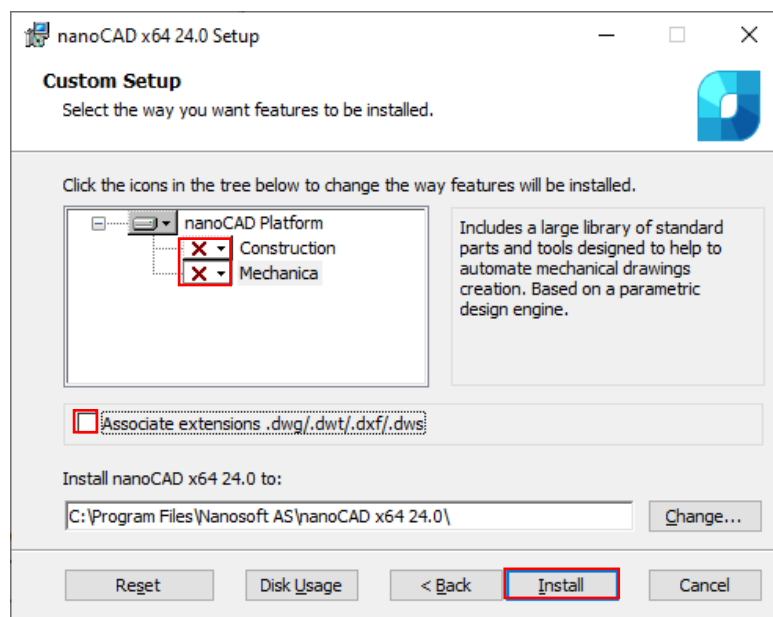 nanoCAD x64 24.0 Setup
Custom Setup
Select the way you want features to be installed.
Click the icons in the tree below to change the way features will be installed.
nanoCAD Platform
Construction
Mechanica
Includes a large library of standard
parts and tools designed to help to
automate mechanical drawings
creation. Based on a parametric
design engine.
Associate extensions .dwg/.dwt/.dxf/.dws
Install nanoCAD x64 24.0 to:
C:\Program Files\Nanosoft AS\nanoCAD x64 24.0\
Change...
Reset
Disk Usage
< Back
Install
Cancel